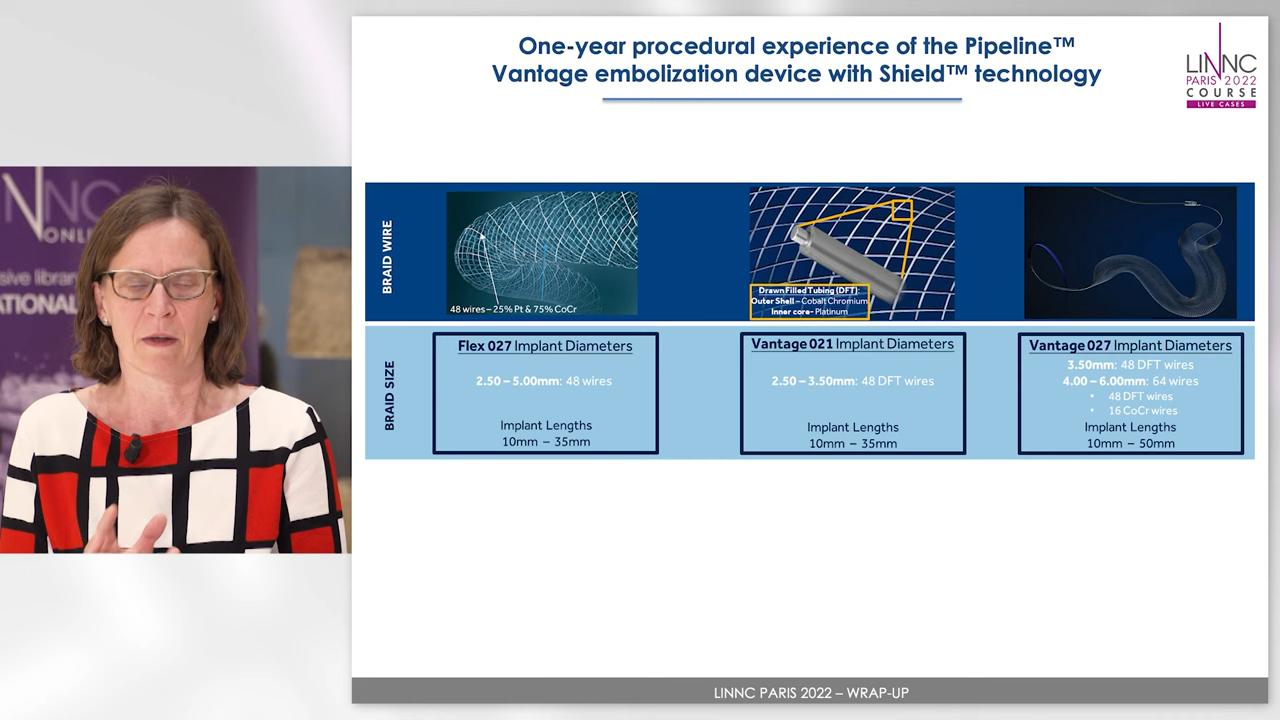 One-year procedural experience of the Pipeline™
Vantage embolization device with Shield™ technology
LINNC
PARIS 2022
COURSE
LIVE CASES
NNC
ONL
sive library
ATIONAL
BRAID WIRE
48 wires – 25% Pt & 75% CoCr
Drawn Filled Tubing (DFT):
Outer Shell – Cobalt Chromium
Inner core- Platinum
BRAID SIZE
Flex 027 Implant Diameters
2.50 – 5.00mm: 48 wires
Implant Lengths
10mm – 35mm
Vantage 021 Implant Diameters
2.50 – 3.50mm: 48 DFT wires
Implant Lengths
10mm – 35mm
Vantage 027 Implant Diameters
3.50mm: 48 DFT wires
4.00 – 6.00mm: 64 wires
• 48 DFT wires
• 16 CoCr wires
Implant Lengths
10mm – 50mm
LINNC PARIS 2022 – WRAP-UP